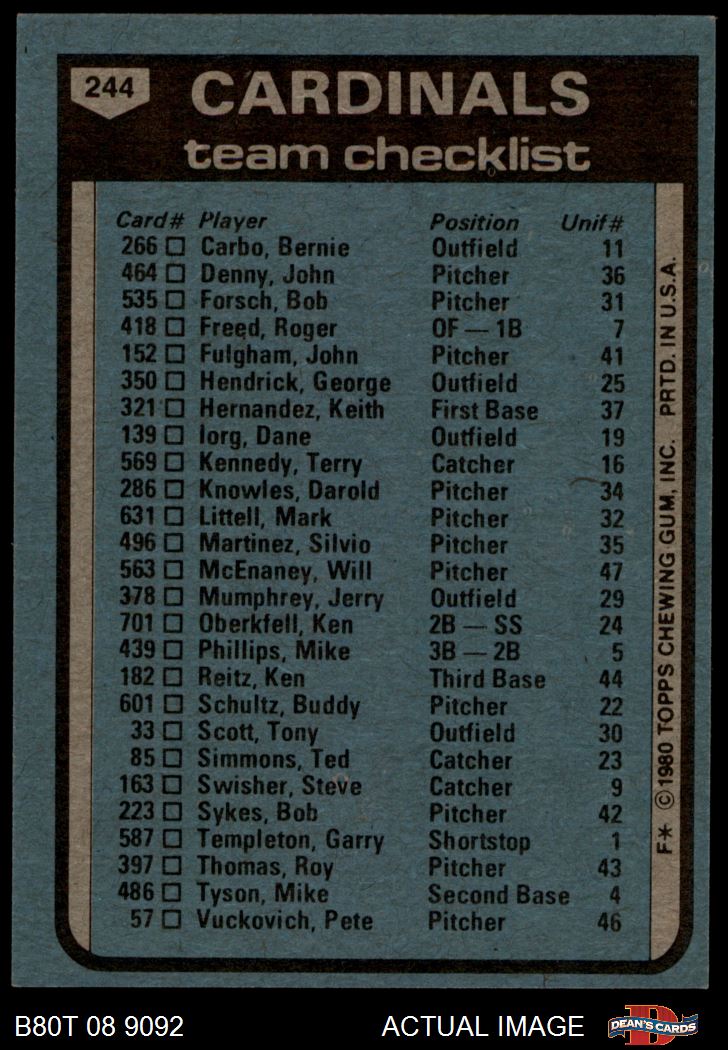 244 CARDINALS
team checklist
Card# Player Position Unif#
266 □ Carbo, Bernie Outfield 11
464 □ Denny, John Pitcher 36
535 □ Forsch, Bob Pitcher 31
418 □ Freed, Roger OF — 1B 7
152 □ Fulgham, John Pitcher 41
350 □ Hendrick, George Outfield 25
321 □ Hernandez, Keith First Base 37
139 □ Iorg, Dane Outfield 19
569 □ Kennedy, Terry Catcher 16
286 □ Knowles, Darold Pitcher 34
631 □ Littell, Mark Pitcher 32
496 □ Martinez, Silvio Pitcher 35
563 □ McEnaney, Will Pitcher 47
378 □ Mumphrey, Jerry Outfield 29
701 □ Oberkfell, Ken 2B — SS 24
439 □ Phillips, Mike 3B — 2B 5
182 □ Reitz, Ken Third Base 44
601 □ Schultz, Buddy Pitcher 22
33 □ Scott, Tony Outfield 30
85 □ Simmons, Ted Catcher 23
163 □ Swisher, Steve Catcher 9
223 □ Sykes, Bob Pitcher 42
587 □ Templeton, Garry Shortstop 1
397 □ Thomas, Roy Pitcher 43
486 □ Tyson, Mike Second Base 4
57 □ Vuckovich, Pete Pitcher 46
F* ©1980 TOPPS CHEWING GUM, INC. PRTD. IN U.S.A.
B80T 08 9092 ACTUAL IMAGE D DEAN'S CARDS